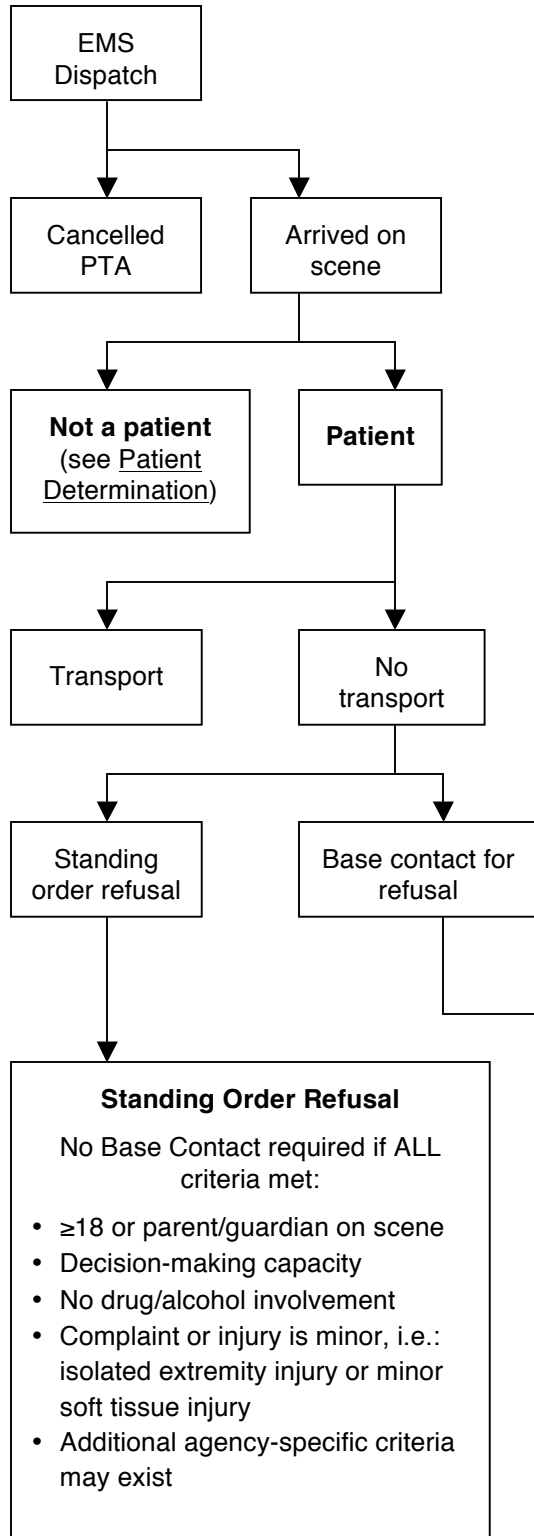 EMS
Dispatch
Cancelled
PTA
Arrived on
scene
Not a patient
(see Patient
Determination)
Patient
Transport
No
transport
Standing
order refusal
Base contact for
refusal
Standing Order Refusal
No Base Contact required if ALL
criteria met:
• ≥18 or parent/guardian on scene
• Decision-making capacity
• No drug/alcohol involvement
• Complaint or injury is minor, i.e.:
isolated extremity injury or minor
soft tissue injury
• Additional agency-specific criteria
may exist